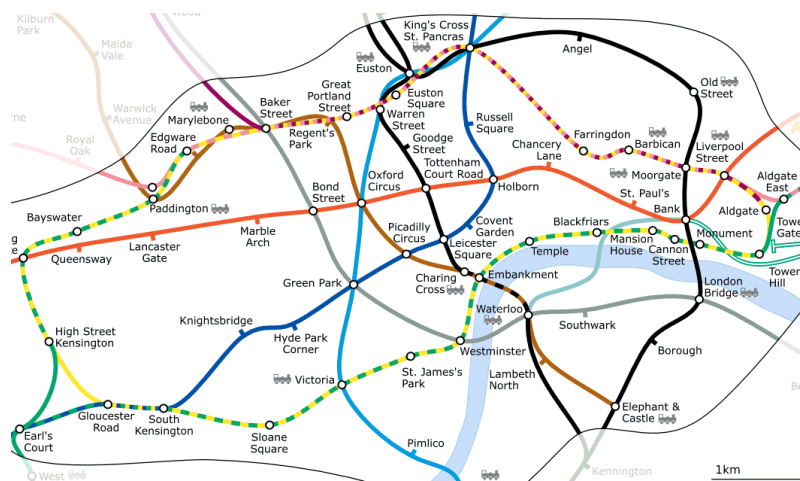 Kilburn
Park
Maida
Vale
Warwick
Avenue
Royal
Oak
Wood
King's Cross
St. Pancras
Euston
Angel
Old
Street
Great
Portland
Street
Euston
Square
Baker
Street
Marylebone
Edgware
Road
Regent's
Park
Warren
Street
Goodge
Street
Russell
Square
Farringdon
Barbican
Liverpool
Street
Moorgate
Chancery
Lane
Tottenham
Court Road
Holborn
St. Paul's
Bank
Aldgate
East
Aldgate
Tower
Hill
Monument
Paddington
Bayswater
Queensway
Lancaster
Gate
Marble
Arch
Bond
Street
Oxford
Circus
Picadilly
Circus
Covent
Garden
Leicester
Square
Blackfriars
Mansion
House
Cannon
Street
Temple
Embankment
Charing
Cross
Green Park
Waterloo
London
Bridge
Southwark
Westminster
Knightsbridge
Hyde Park
Corner
High Street
Kensington
St. James's
Park
Victoria
Lambeth
North
Borough
Elephant &
Castle
Gloucester
Road
South
Kensington
Earl's
Court
Sloane
Square
Pimlico
Kennington
West
1km